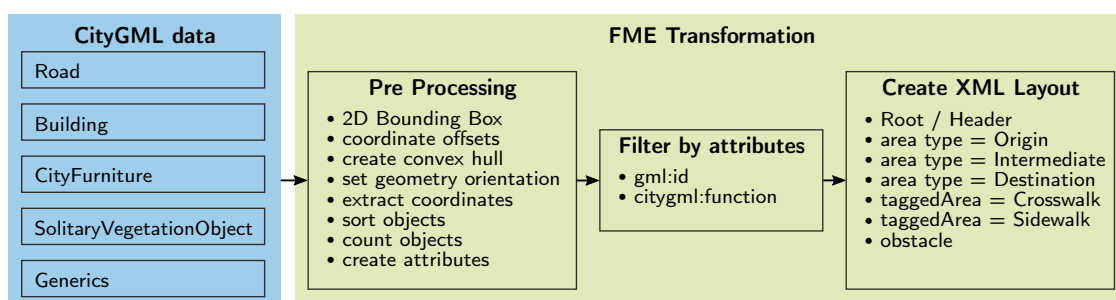 CityGML data
Road
Building
CityFurniture
SolitaryVegetationObject
Generics
FME Transformation
Pre Processing
• 2D Bounding Box
• coordinate offsets
• create convex hull
• set geometry orientation
• extract coordinates
• sort objects
• count objects
• create attributes
Filter by attributes
• gml:id
• citygml:function
Create XML Layout
• Root / Header
• area type = Origin
• area type = Intermediate
• area type = Destination
• taggedArea = Crosswalk
• taggedArea = Sidewalk
• obstacle